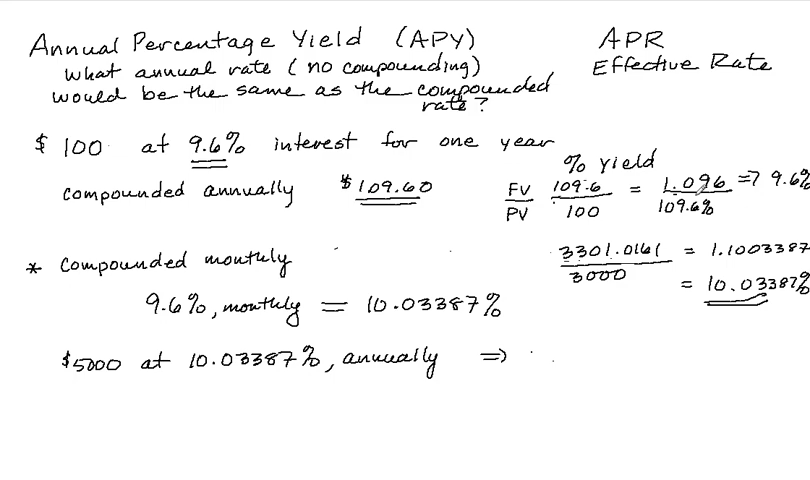 Annual Percentage Yield (APY)
APR
What annual rate (no compounding)
Effective Rate
would be the same as the compounded
rate?
$ 100 at 9.6% interest for one year
% yield
compounded annually $109.60
FV 109.6 = 1.096 => 9.6%
PV 100 109.6%
* compounded monthly
3301.0161 = 1.1003387
3000
= 10.03387%
9.6%, monthly = 10.03387%
$5000 at 10.03387%, annually =>